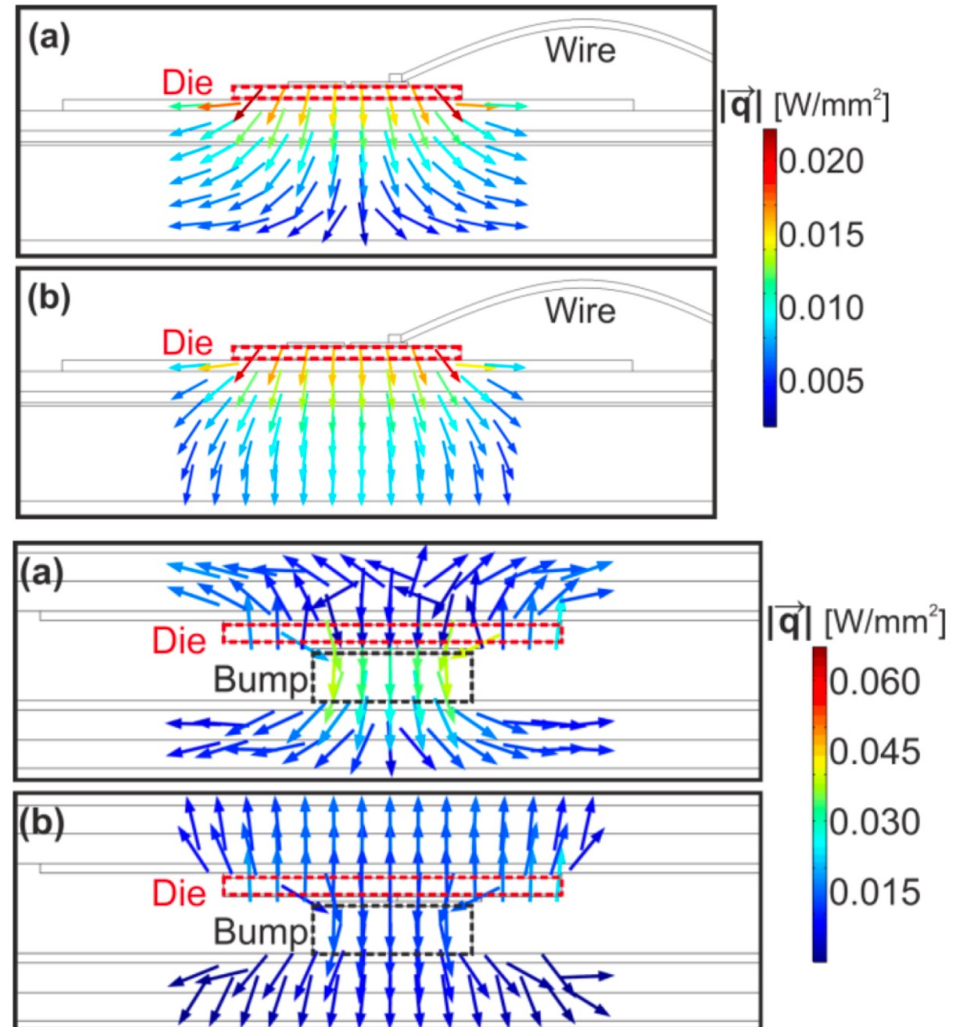 (a)
Wire
Die
|q⃗| [W/mm²]
0.020
0.015
0.010
0.005
(b)
Wire
Die
(a)
Die
Bump
|q⃗| [W/mm²]
0.060
0.045
0.030
0.015
(b)
Die
Bump